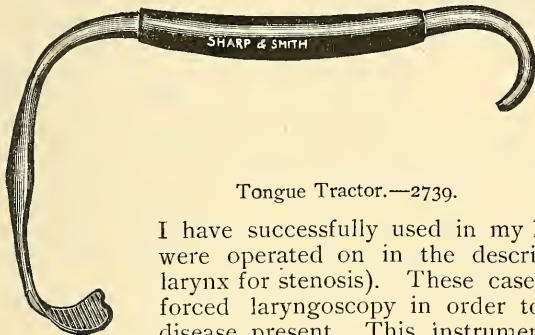 SHARP & SMITH
Tongue Tractor.—2739.
I have successfully used in my
were operated on in the descri
larynx for stenosis). These case
forced laryngoscopy in order to
disease present. This instrumen